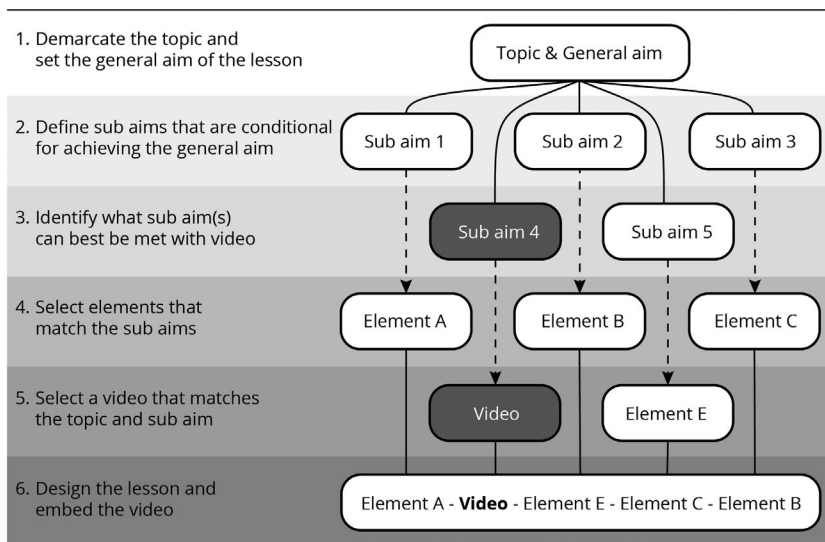 1. Demarcate the topic and
set the general aim of the lesson
Topic & General aim
2. Define sub aims that are conditional
for achieving the general aim
Sub aim 1
Sub aim 2
Sub aim 3
3. Identify what sub aim(s)
can best be met with video
Sub aim 4
Sub aim 5
4. Select elements that
match the sub aims
Element A
Element B
Element C
5. Select a video that matches
the topic and sub aim
Video
Element E
6. Design the lesson and
embed the video
Element A - Video - Element E - Element C - Element B